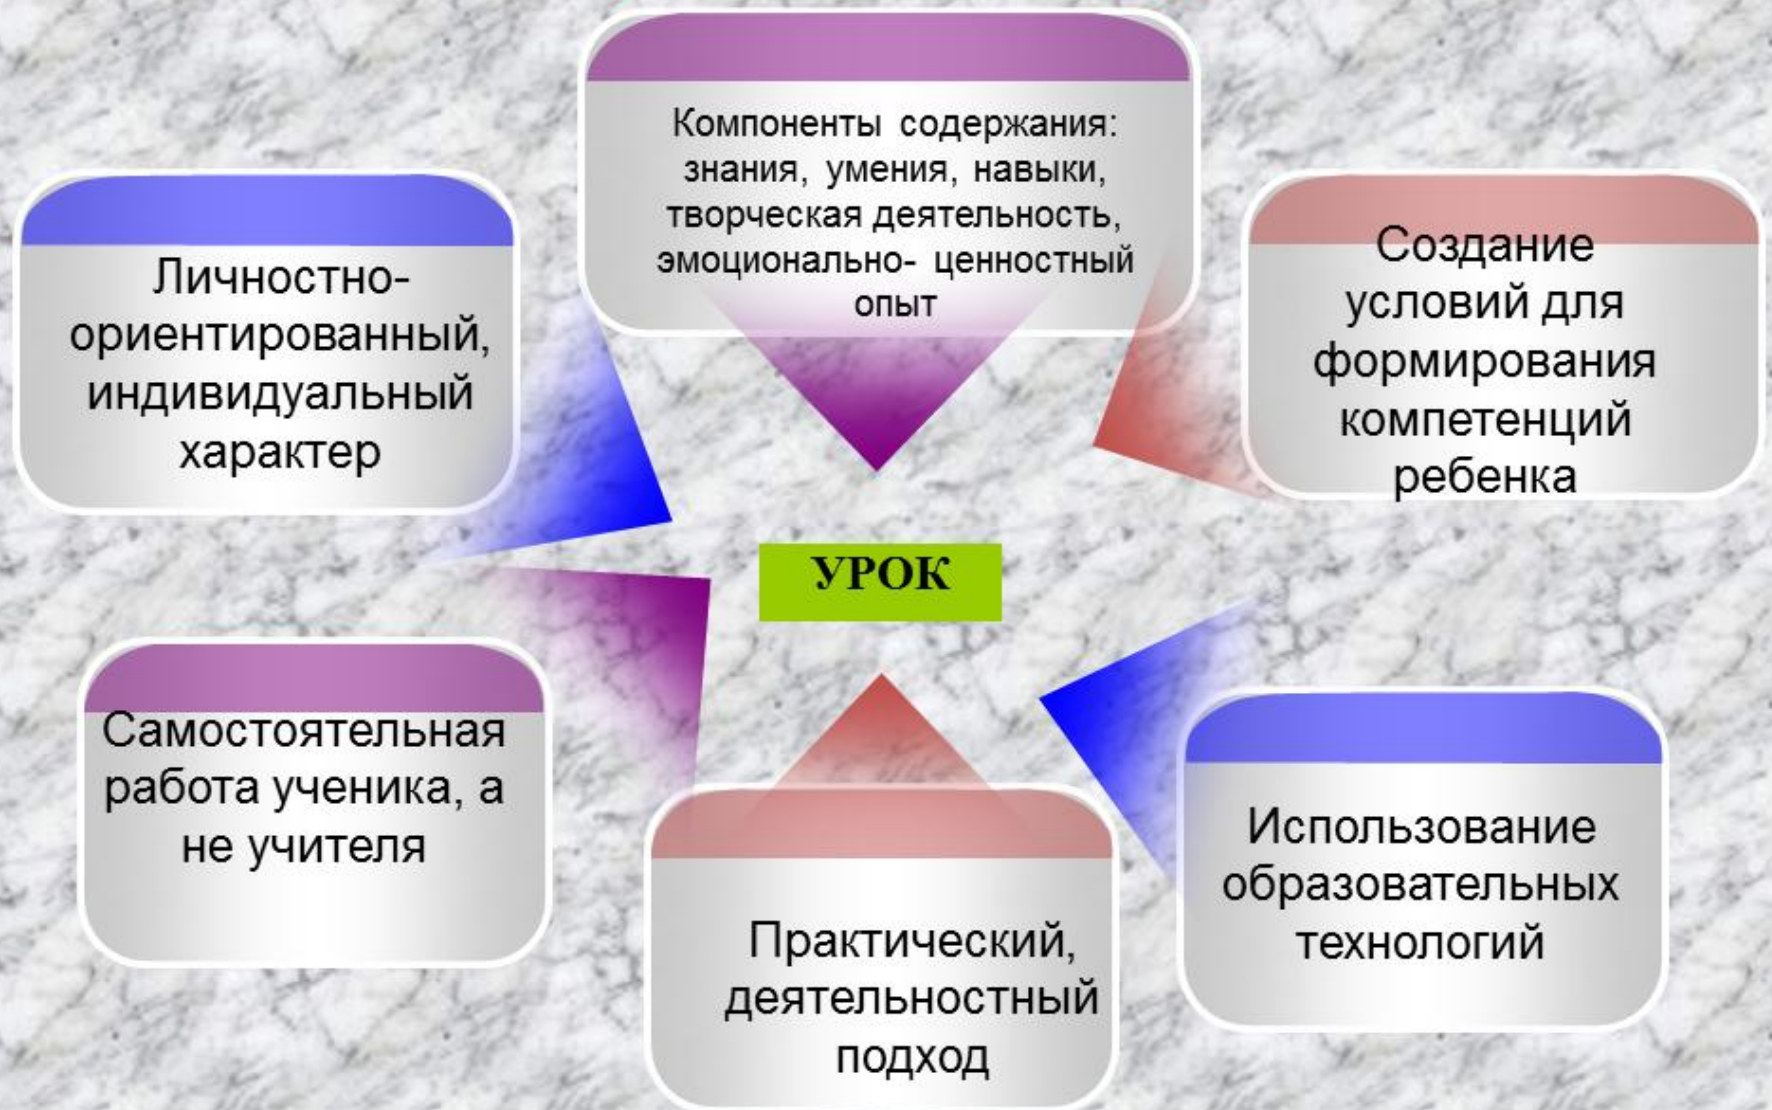 Компоненты содержания:
знания, умения, навыки,
творческая деятельность,
эмоционально- ценностный
опыт
Личностно-
ориентированный,
индивидуальный
характер
Создание
условий для
формирования
компетенций
ребенка
УРОК
Самостоятельная
работа ученика, а
не учителя
Практический,
деятельностный
подход
Использование
образовательных
технологий